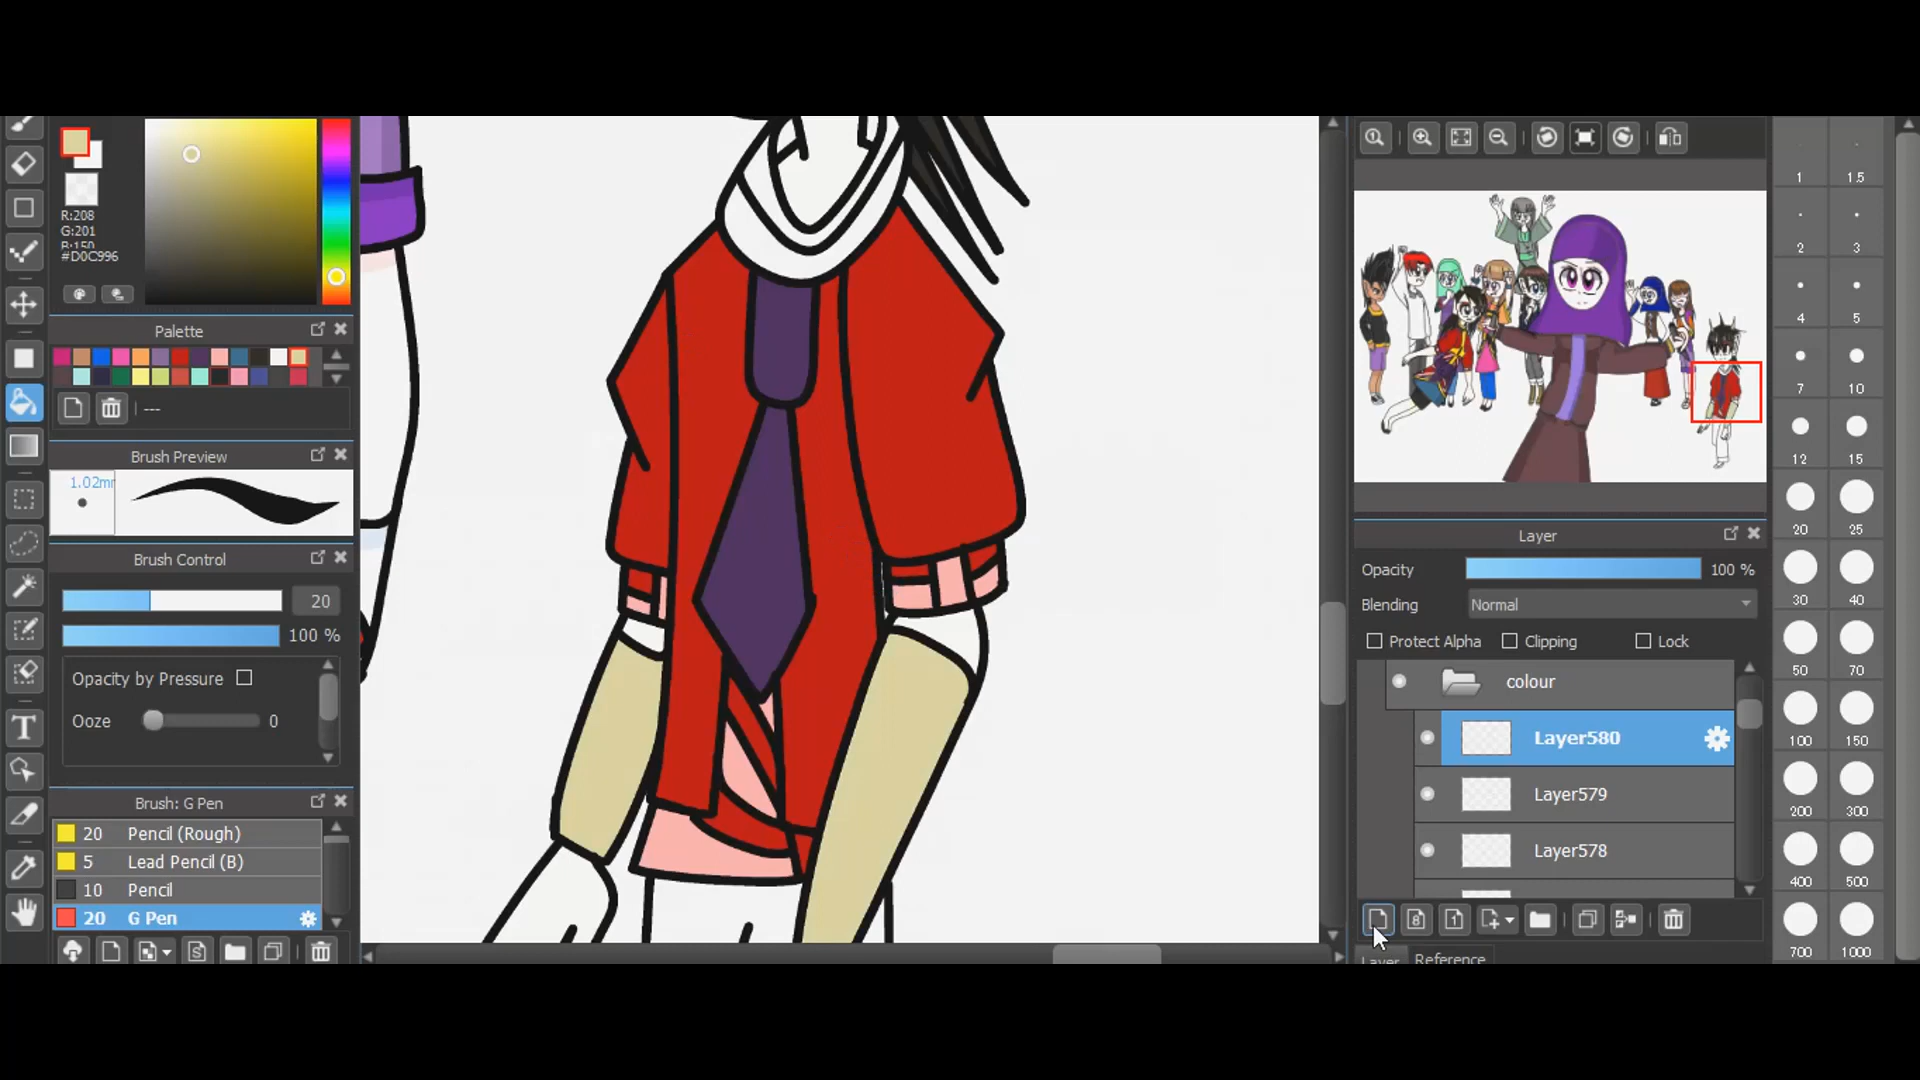 R:208
G:201
B:150
#D0C996
Palette
---
Brush Preview
1.02mm
Brush Control
20
100 %
Opacity by Pressure
Ooze 0
Brush: G Pen
20 Pencil (Rough)
5 Lead Pencil (B)
10 Pencil
20 G Pen
Layer
Opacity 100 %
Blending Normal
Protect Alpha Clipping Lock
colour
Layer580
Layer579
Layer578
Layer Reference
1 1.5
2 3
4 5
7 10
12 15
20 25
30 40
50 70
100 150
200 300
400 500
700 1000